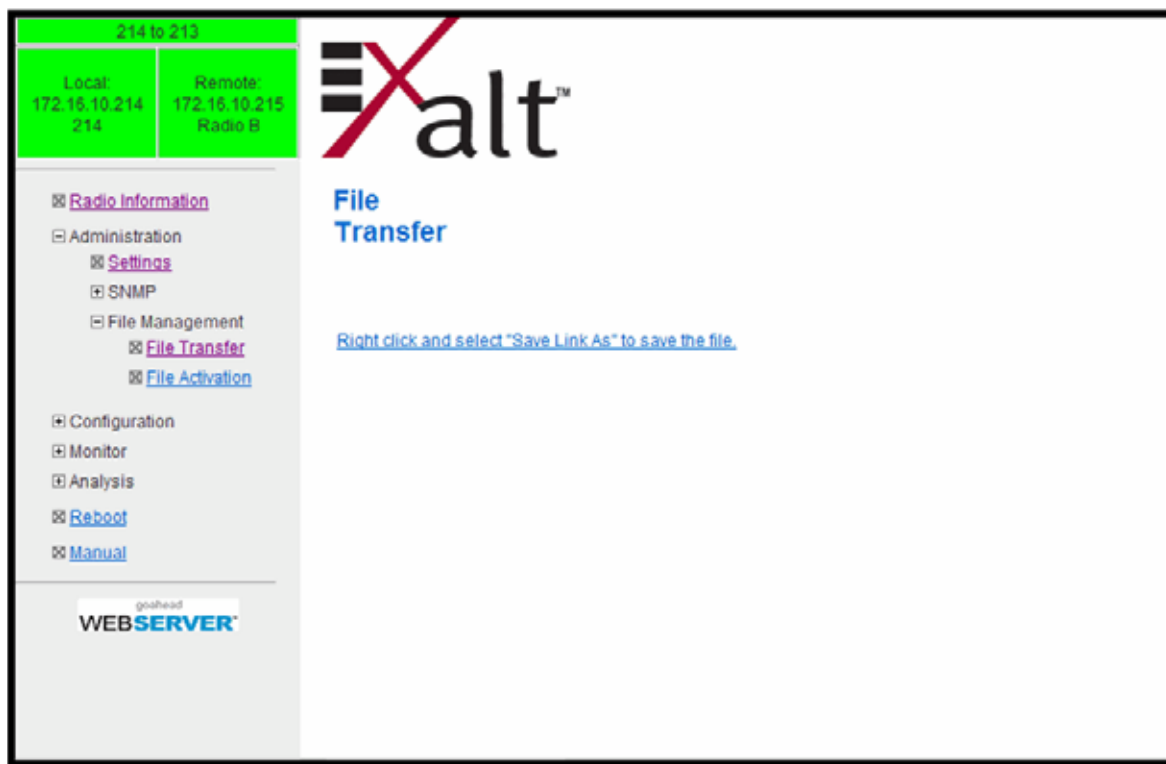 214 to 213
Local:
172.16.10.214
214
Remote:
172.16.10.215
Radio B
Radio Information
Administration
Settings
SNMP
File Management
File Transfer
File Activation
Configuration
Monitor
Analysis
Reboot
Manual
goahead
WEBSERVER
Exalt™
File
Transfer
Right click and select "Save Link As" to save the file.